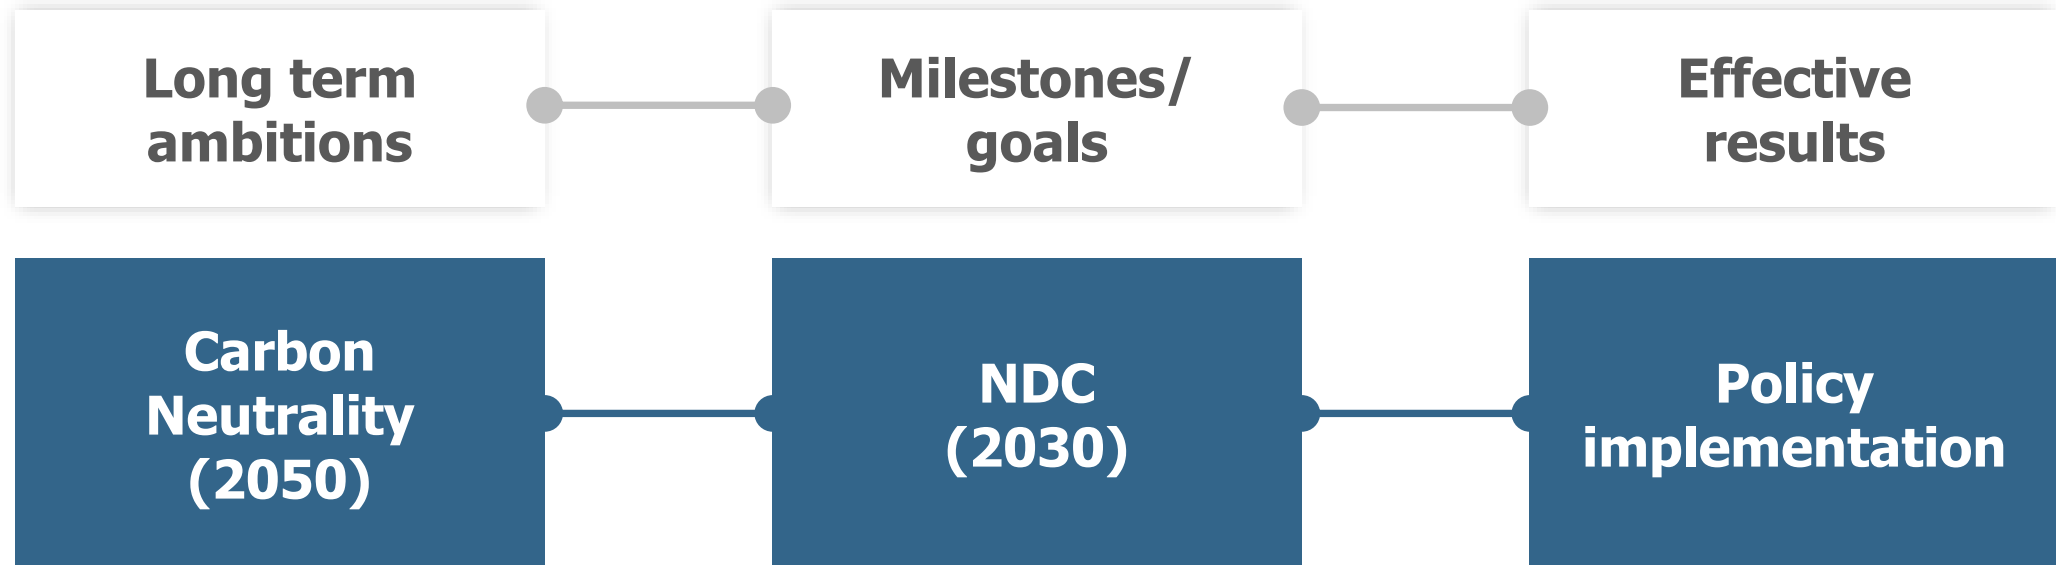 Long term
ambitions
Milestones/
goals
Effective
results
Carbon
Neutrality
(2050)
NDC
(2030)
Policy
implementation